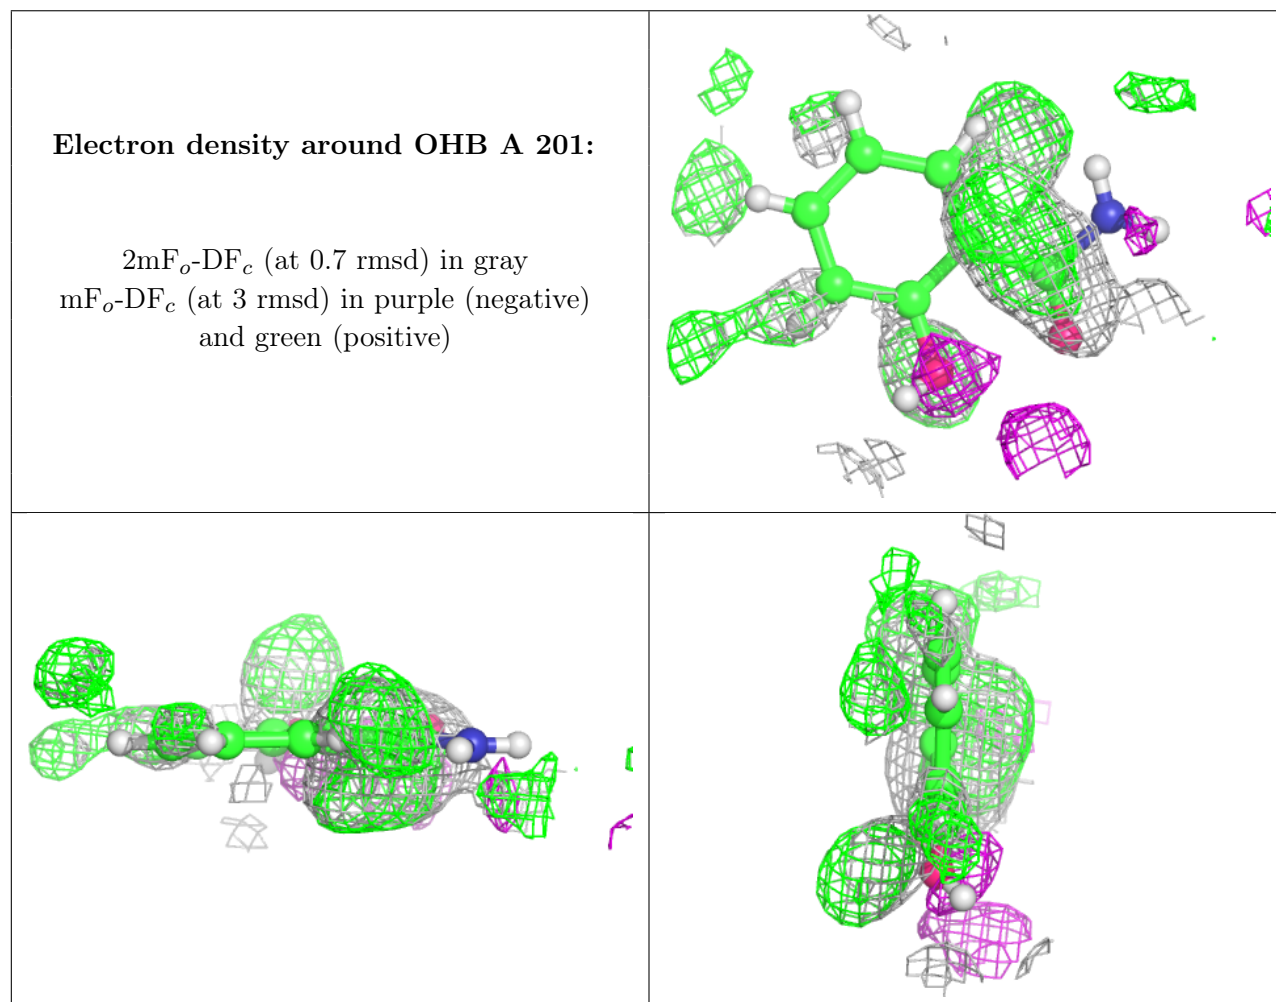 Electron density around OHB A 201:
2mFo-DFc (at 0.7 rmsd) in gray
mFo-DFc (at 3 rmsd) in purple (negative)
and green (positive)